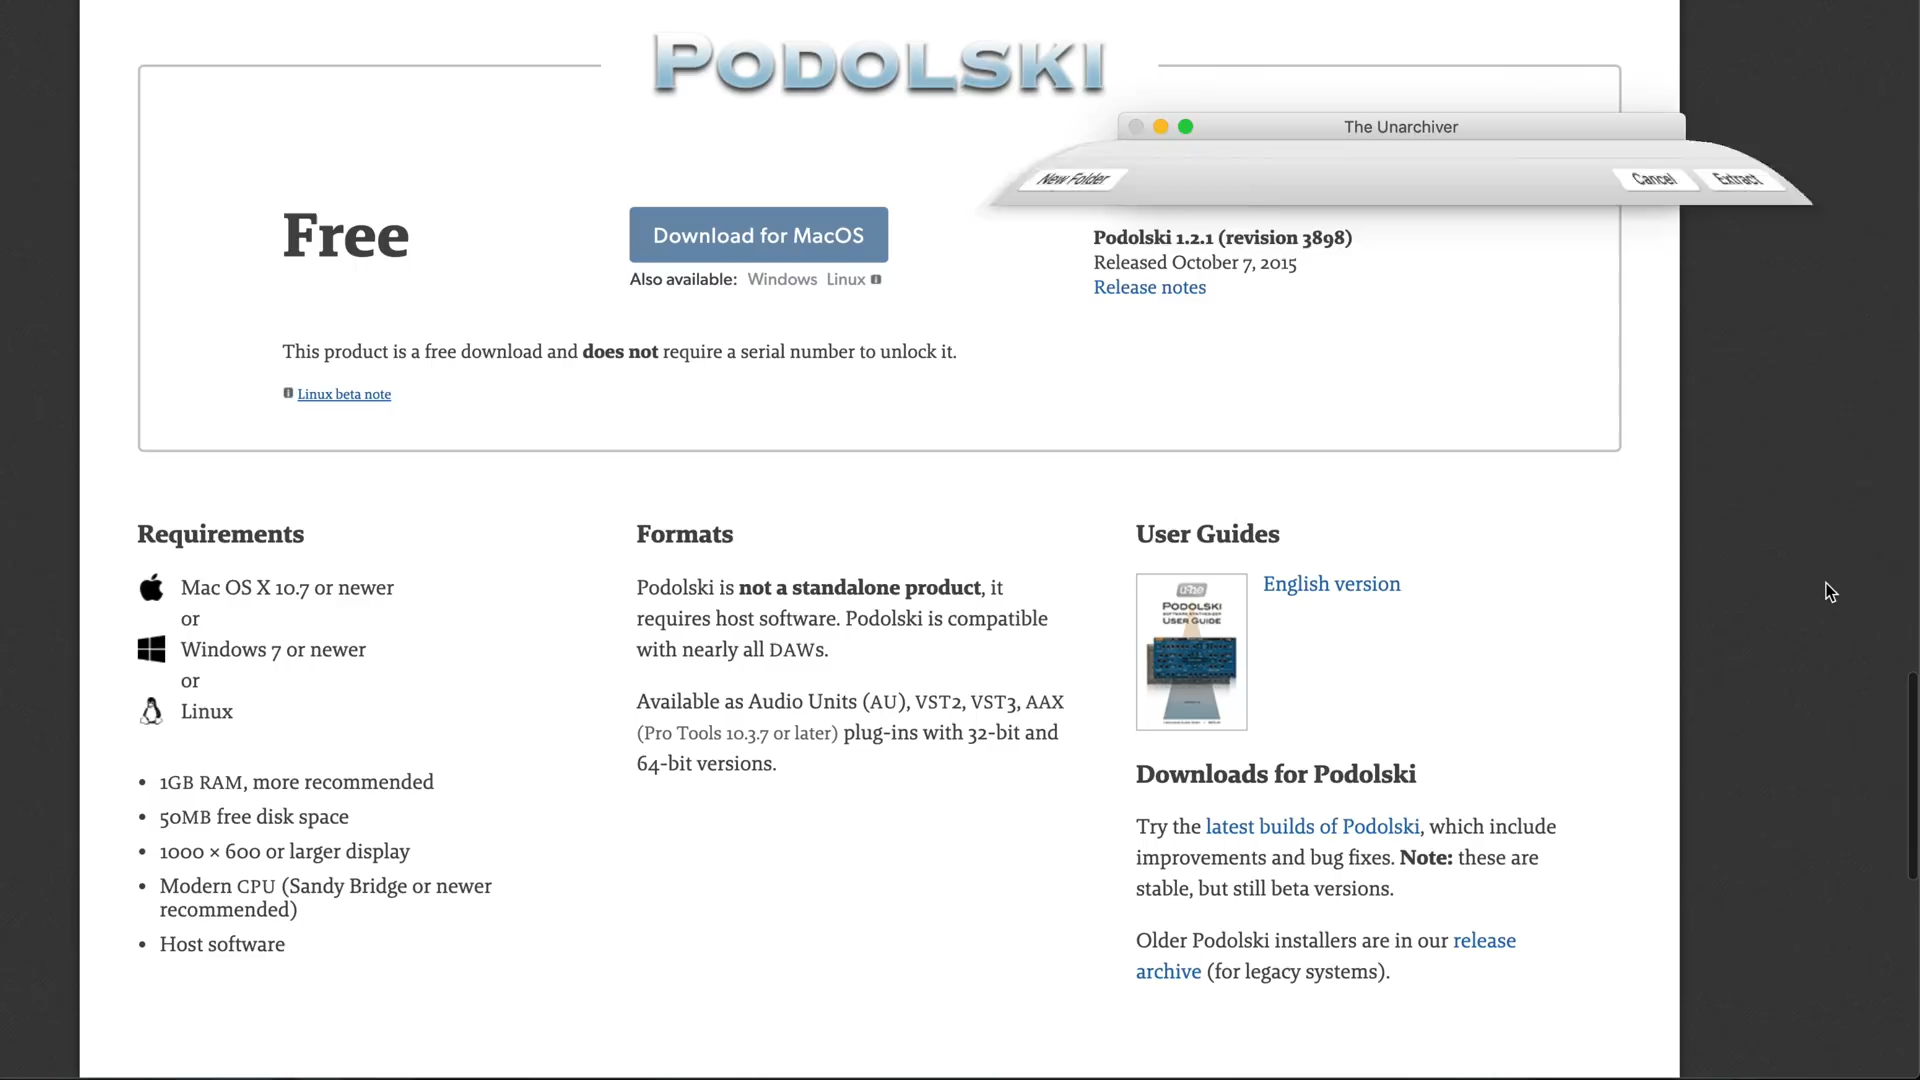 PODOLSKI
The Unarchiver
New Folder
Cancel
Extract
Free
Download for MacOS
Also available: Windows Linux
Podolski 1.2.1 (revision 3898)
Released October 7, 2015
Release notes
This product is a free download and does not require a serial number to unlock it.
Linux beta note
Requirements
Mac OS X 10.7 or newer
or
Windows 7 or newer
or
Linux
• 1GB RAM, more recommended
• 50MB free disk space
• 1000 × 600 or larger display
• Modern CPU (Sandy Bridge or newer
recommended)
• Host software
Formats
Podolski is not a standalone product, it
requires host software. Podolski is compatible
with nearly all DAWs.
Available as Audio Units (AU), VST2, VST3, AAX
(Pro Tools 10.3.7 or later) plug-ins with 32-bit and
64-bit versions.
User Guides
u-he
PODOLSKI
SOFTWARE SYNTHESIZER
USER GUIDE
English version
Downloads for Podolski
Try the latest builds of Podolski, which include
improvements and bug fixes. Note: these are
stable, but still beta versions.
Older Podolski installers are in our release
archive (for legacy systems).